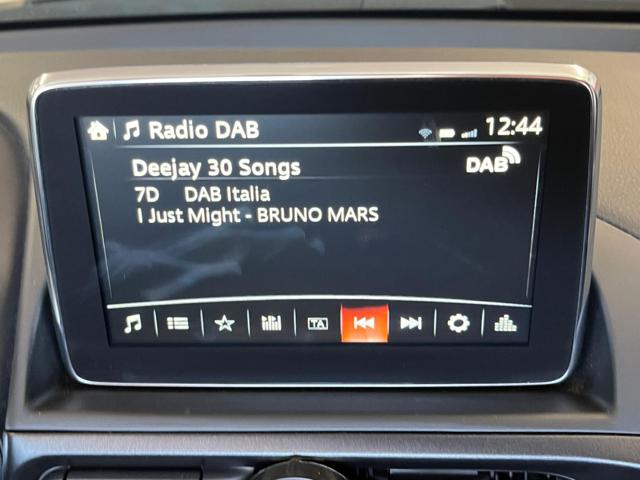 Radio DAB 12:44
Deejay 30 Songs DAB
7D DAB Italia
I Just Might - BRUNO MARS
TA